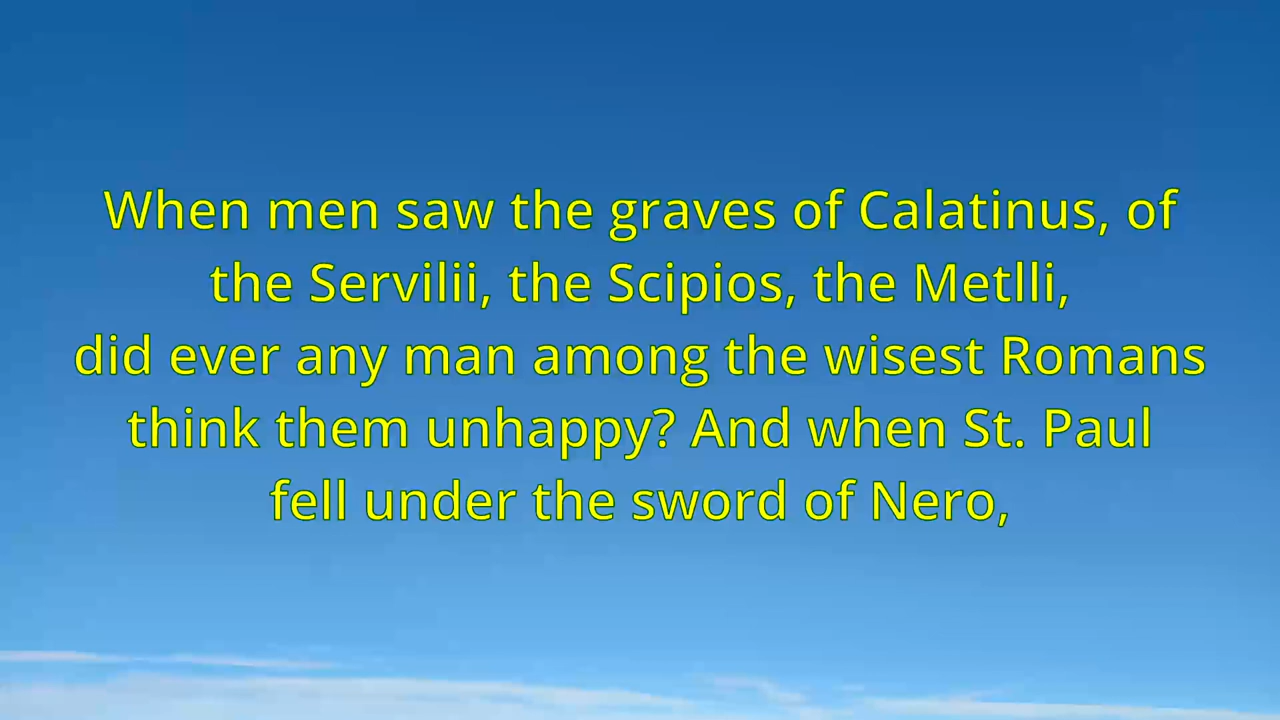 When men saw the graves of Calatinus, of
the Servilii, the Scipios, the Metlli,
did ever any man among the wisest Romans
think them unhappy? And when St. Paul
fell under the sword of Nero,